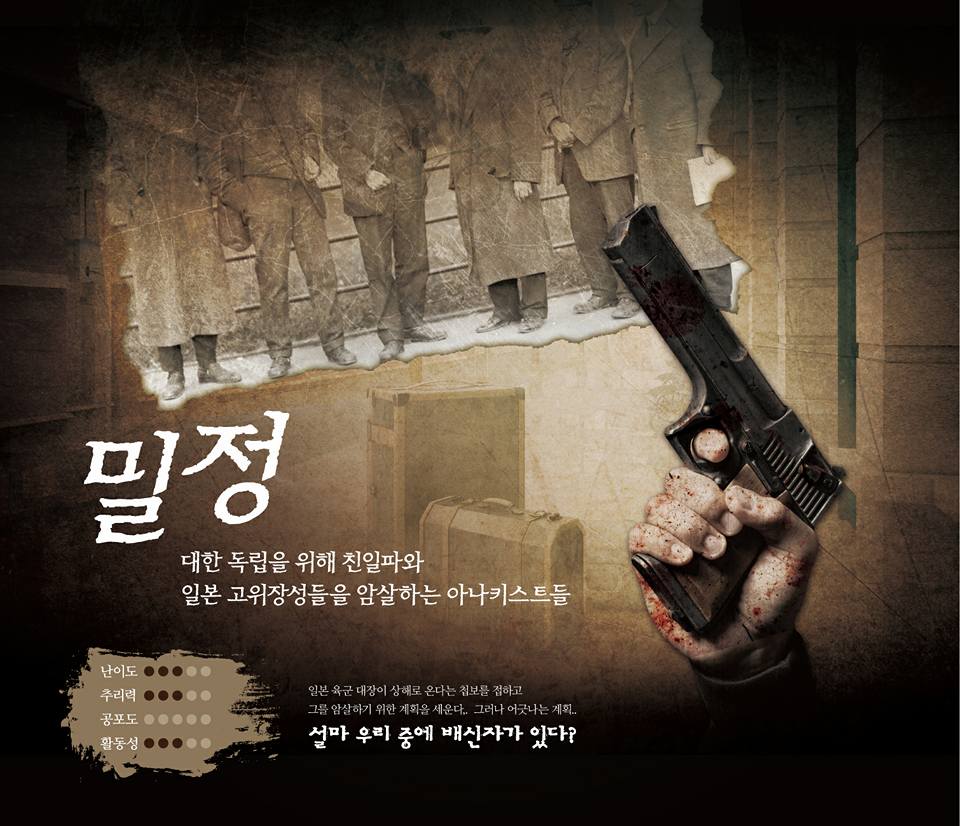 밀정
대한 독립을 위해 친일파와
일본 고위장성들을 암살하는 아나키스트들
난이도
추리력
공포도
활동성
일본 육군 대장이 상해로 온다는 첩보를 접하고
그를 암살하기 위한 계획을 세운다.. 그러나 어긋나는 계획..
설마 우리 중에 배신자가 있다?